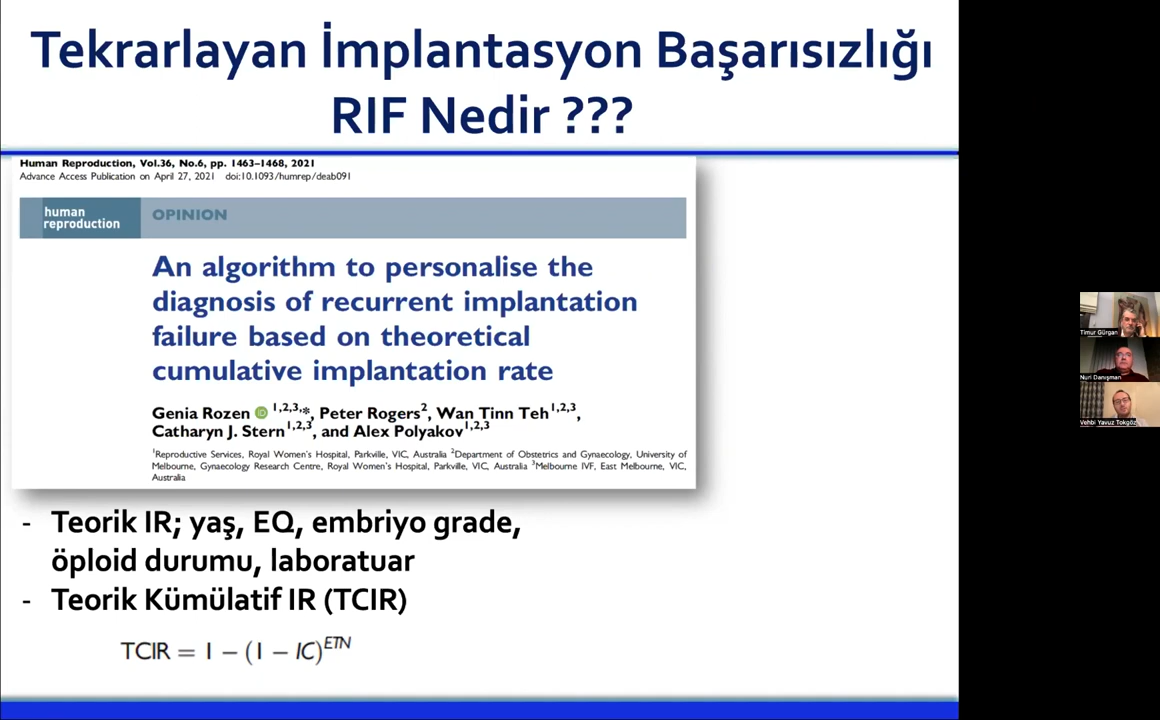 Tekrarlayan İmplantasyon Başarısızlığı
RIF Nedir ???
Human Reproduction, Vol.36, No.6, pp. 1463–1468, 2021
Advance Access Publication on April 27, 2021 doi:10.1093/humrep/deab091
human
reproduction
OPINION
An algorithm to personalise the
diagnosis of recurrent implantation
failure based on theoretical
cumulative implantation rate
Genia Rozen iD 1,2,3,*, Peter Rogers2, Wan Tinn Teh1,2,3,
Catharyn J. Stern1,2,3, and Alex Polyakov1,2,3
1Reproductive Services, Royal Women's Hospital, Parkville, VIC, Australia 2Department of Obstetrics and Gynaecology, University of
Melbourne, Gynaecology Research Centre, Royal Women's Hospital, Parkville, VIC, Australia 3Melbourne IVF, East Melbourne, VIC,
Australia
- Teorik IR; yaş, EQ, embriyo grade,
öploid durumu, laboratuar
- Teorik Kümülatif IR (TCIR)
TCIR = 1 − (1 − IC)^ETN
Timur Gürgan
Nuri Danışman
Vehbi Yavuz Tokgöz